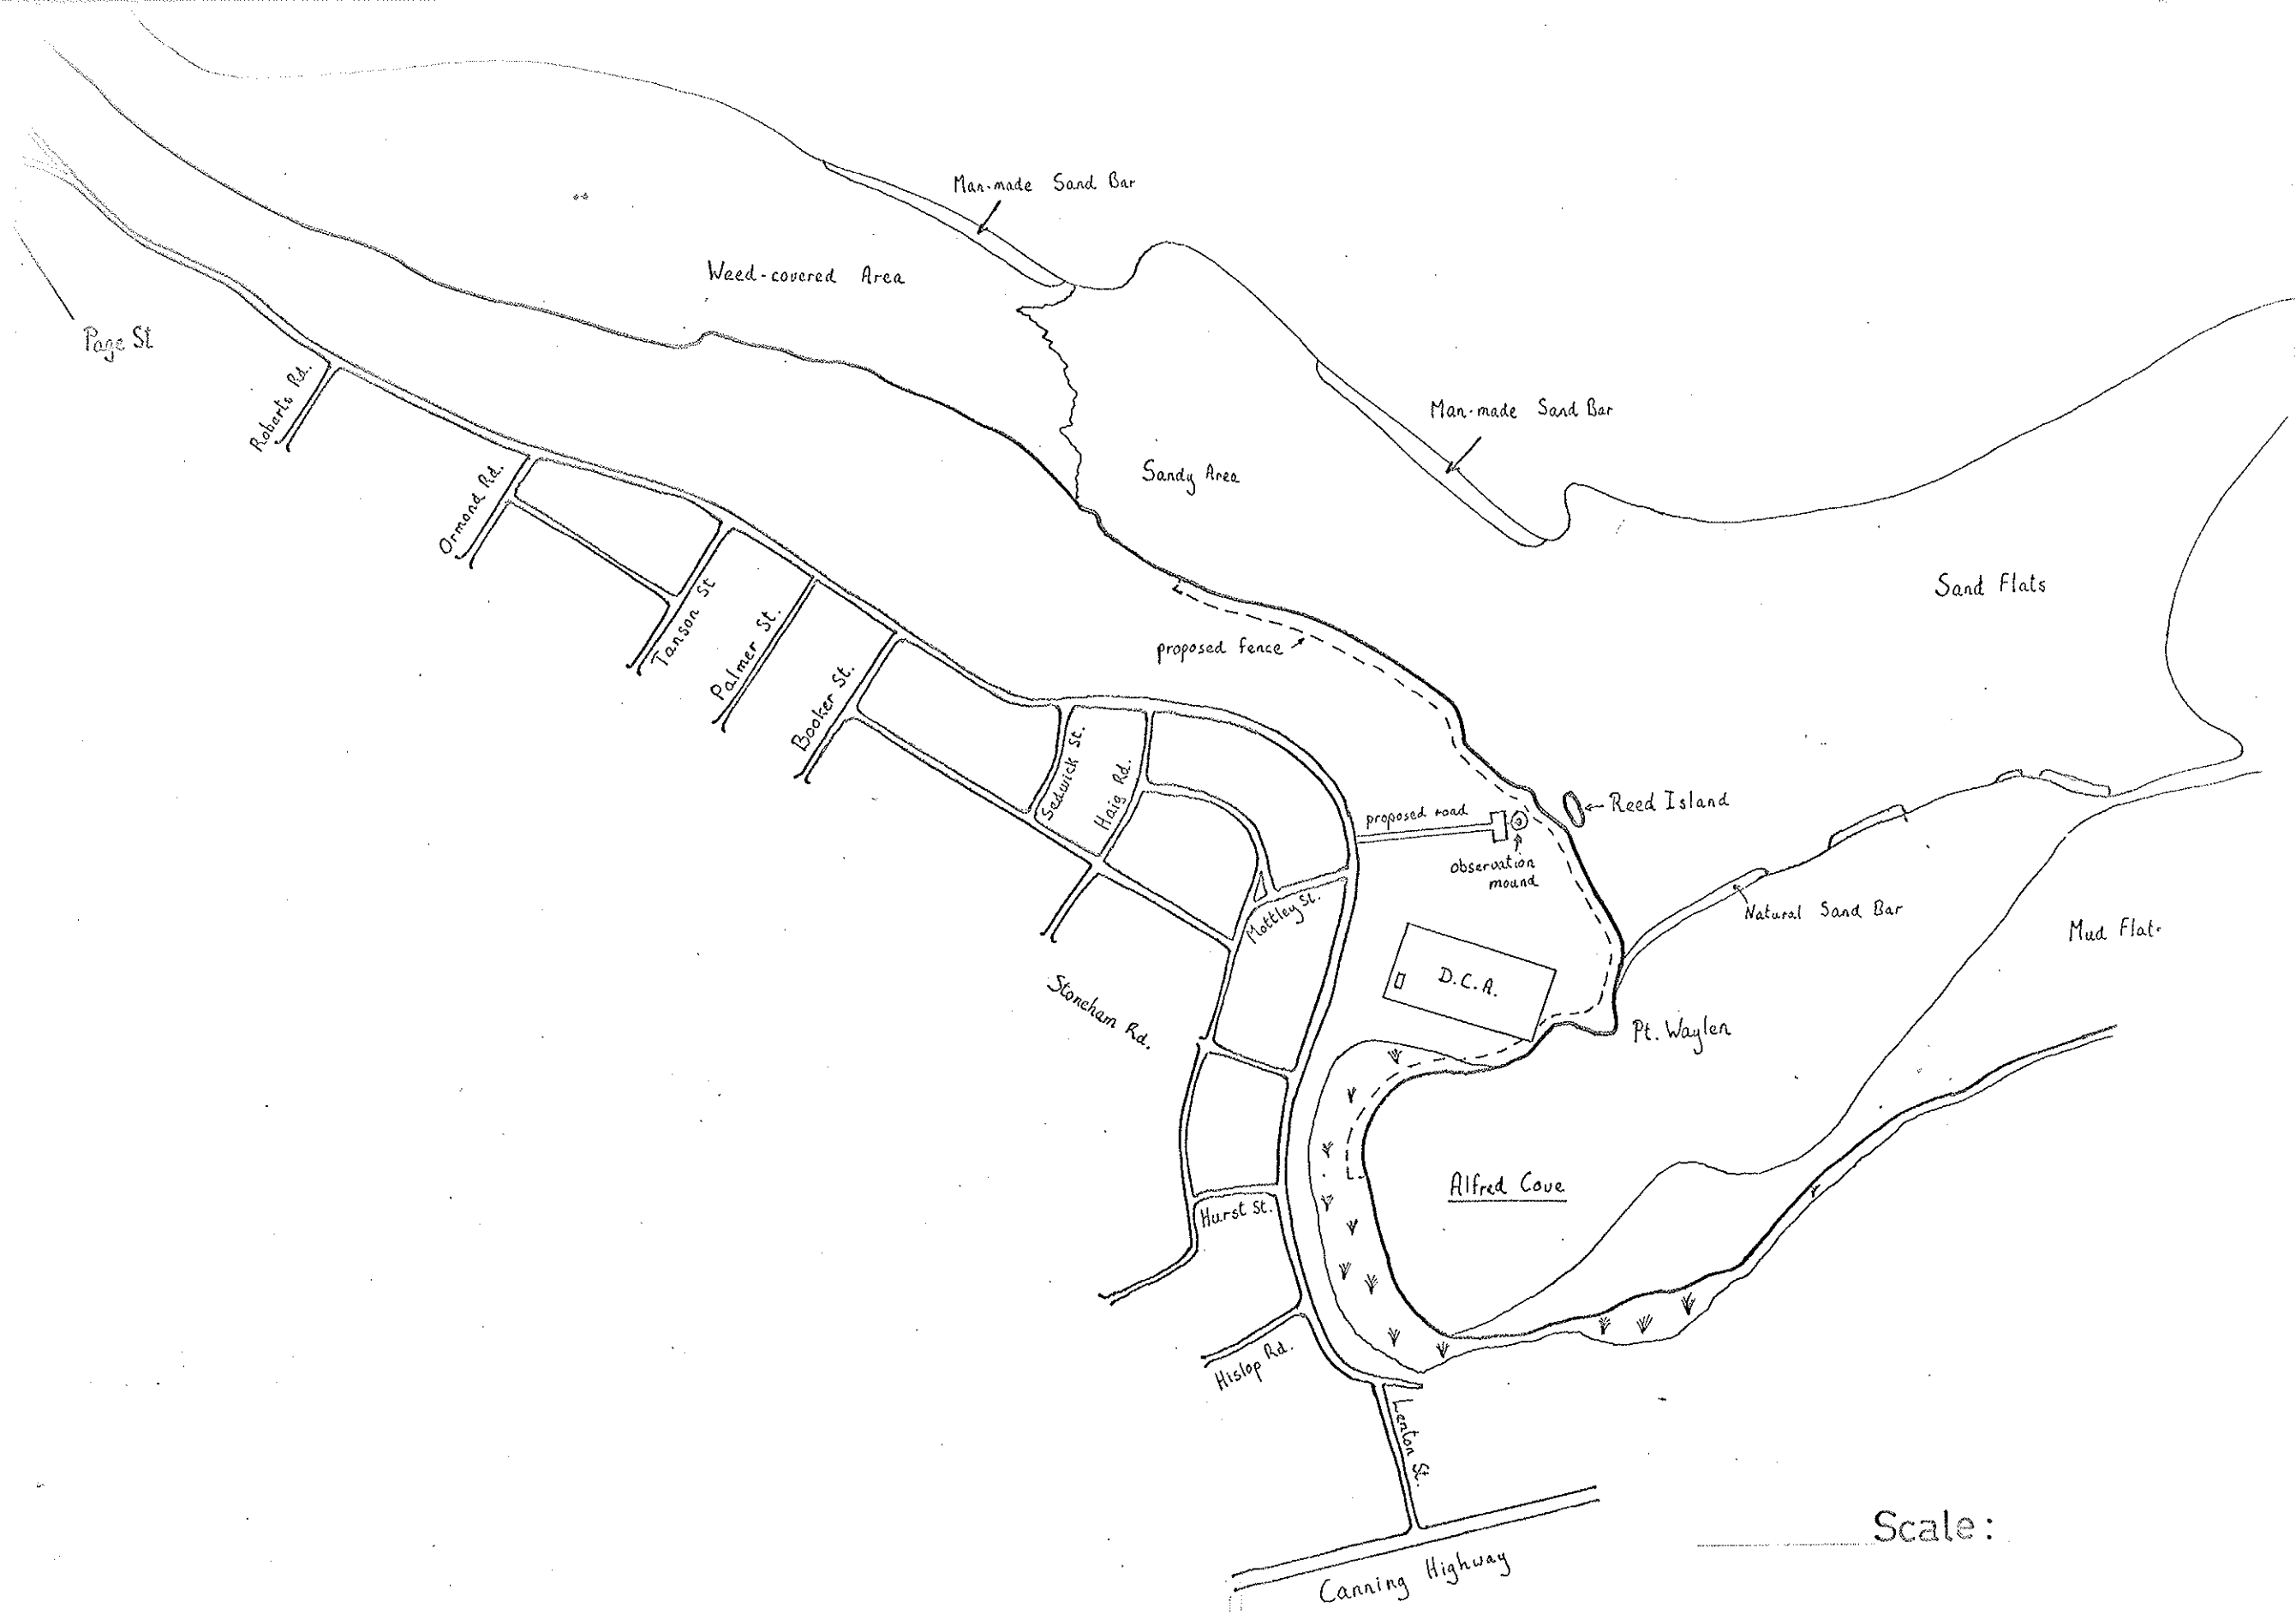 Man-made Sand Bar
Weed-covered Area
Page St
Roberts Rd.
Man-made Sand Bar
Sandy Area
Ormond Rd.
Sand Flats
Tanson St
Palmer St.
proposed fence
Booker St.
Sedwick St.
Haig Rd.
proposed road
Reed Island
observation
mound
Mottley St.
Natural Sand Bar
Mud Flat
D.C.A.
Stoneham Rd.
Pt. Waylen
Alfred Cove
Hurst St.
Hislop Rd.
Lenton St.
Canning Highway
Scale: